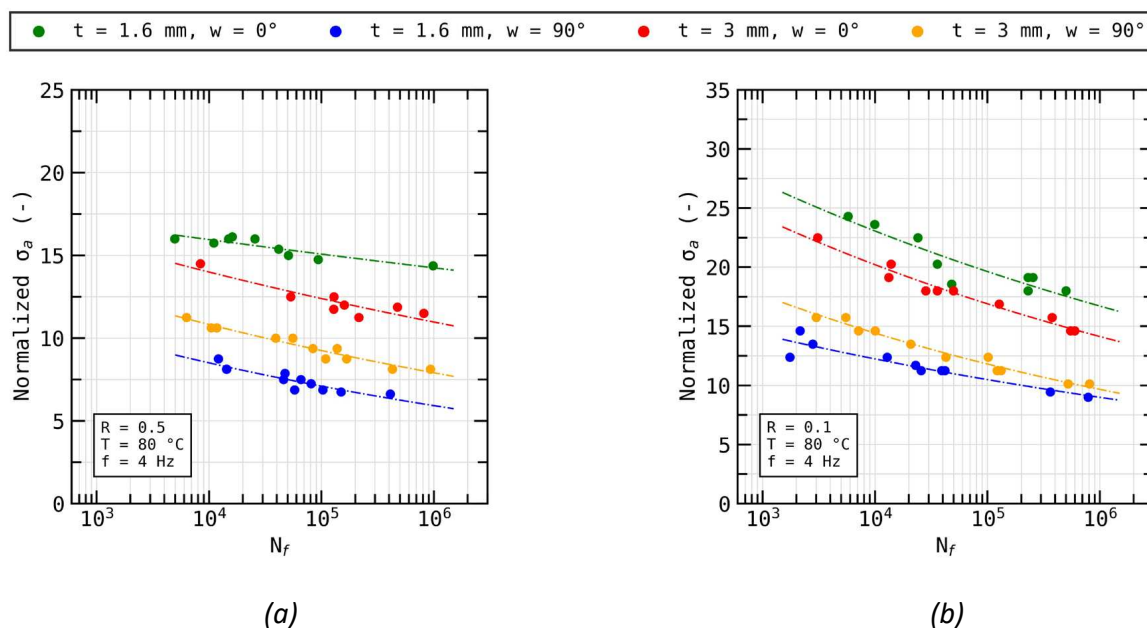 t = 1.6 mm, w = 0° t = 1.6 mm, w = 90° t = 3 mm, w = 0° t = 3 mm, w = 90°
25
20
15
10
5
0
Normalized σa (-)
R = 0.5
T = 80 °C
f = 4 Hz
10³ 10⁴ 10⁵ 10⁶
Nf
(a)
35
30
25
20
15
10
5
0
Normalized σa (-)
R = 0.1
T = 80 °C
f = 4 Hz
10³ 10⁴ 10⁵ 10⁶
Nf
(b)